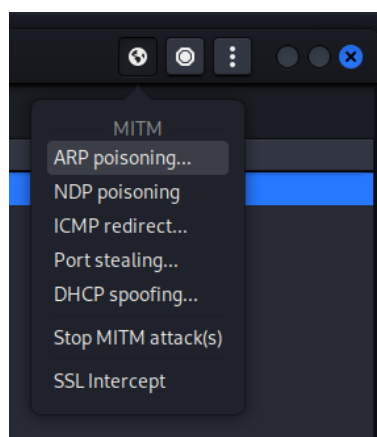 MITM
ARP poisoning...
NDP poisoning
ICMP redirect...
Port stealing...
DHCP spoofing...
Stop MITM attack(s)
SSL Intercept